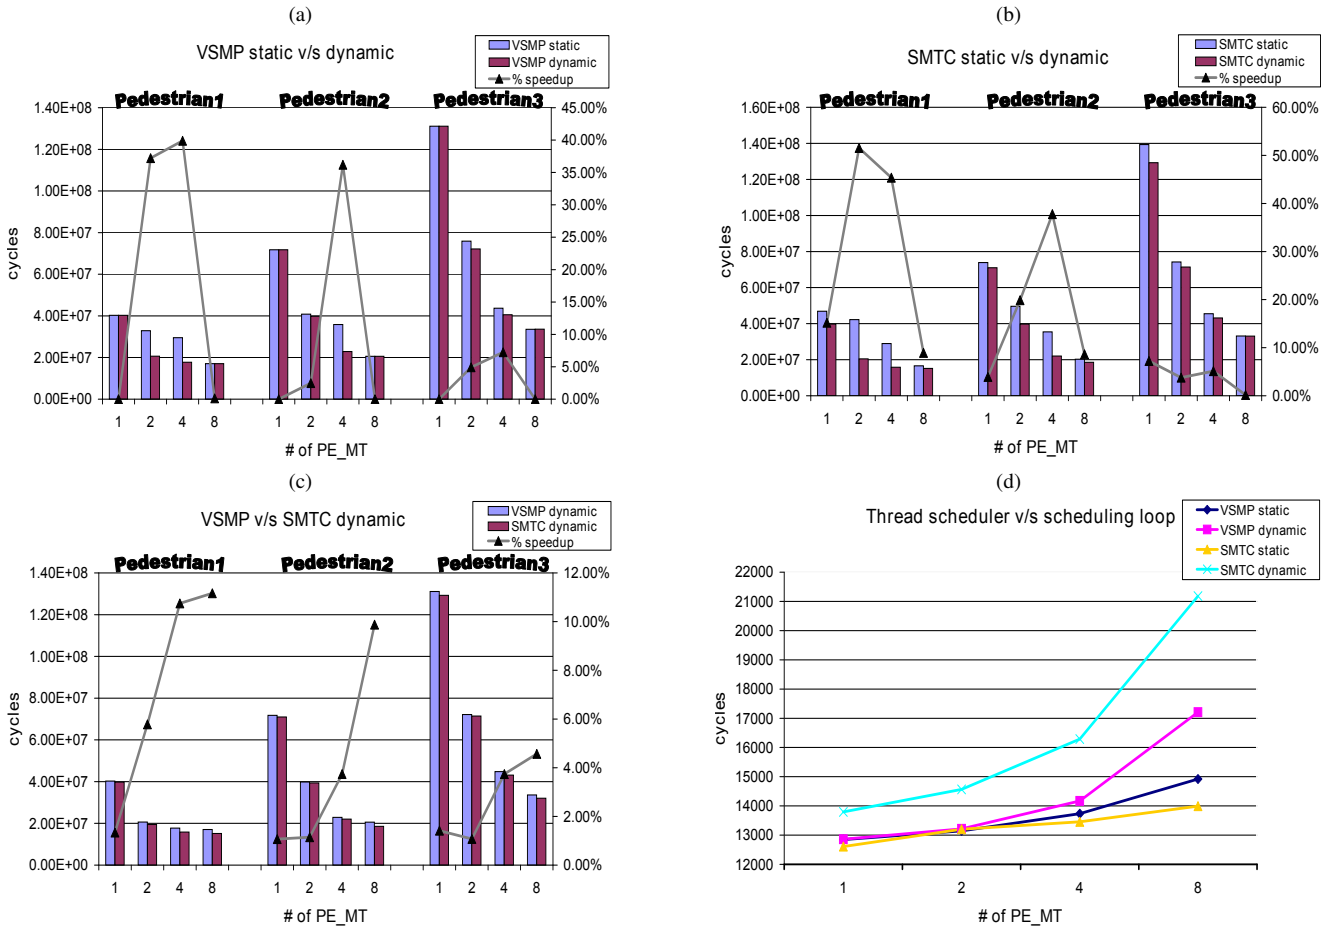 (a)
VSMP static v/s dynamic
VSMP static
VSMP dynamic
% speedup
Pedestrian1 Pedestrian2 Pedestrian3
1.40E+08
1.20E+08
1.00E+08
8.00E+07
6.00E+07
4.00E+07
2.00E+07
0.00E+00
cycles
45.00%
40.00%
35.00%
30.00%
25.00%
20.00%
15.00%
10.00%
5.00%
0.00%
1 2 4 8 1 2 4 8 1 2 4 8
# of PE_MT
(b)
SMTC static v/s dynamic
SMTC static
SMTC dynamic
% speedup
Pedestrian1 Pedestrian2 Pedestrian3
1.60E+08
1.40E+08
1.20E+08
1.00E+08
8.00E+07
6.00E+07
4.00E+07
2.00E+07
0.00E+00
cycles
60.00%
50.00%
40.00%
30.00%
20.00%
10.00%
0.00%
1 2 4 8 1 2 4 8 1 2 4 8
# of PE_MT
(c)
VSMP v/s SMTC dynamic
VSMP dynamic
SMTC dynamic
% speedup
Pedestrian1 Pedestrian2 Pedestrian3
1.40E+08
1.20E+08
1.00E+08
8.00E+07
6.00E+07
4.00E+07
2.00E+07
0.00E+00
cycles
12.00%
10.00%
8.00%
6.00%
4.00%
2.00%
0.00%
1 2 4 8 1 2 4 8 1 2 4 8
# of PE_MT
(d)
Thread scheduler v/s scheduling loop
VSMP static
VSMP dynamic
SMTC static
SMTC dynamic
22000
21000
20000
19000
18000
17000
16000
15000
14000
13000
12000
cycles
1 2 4 8
# of PE_MT